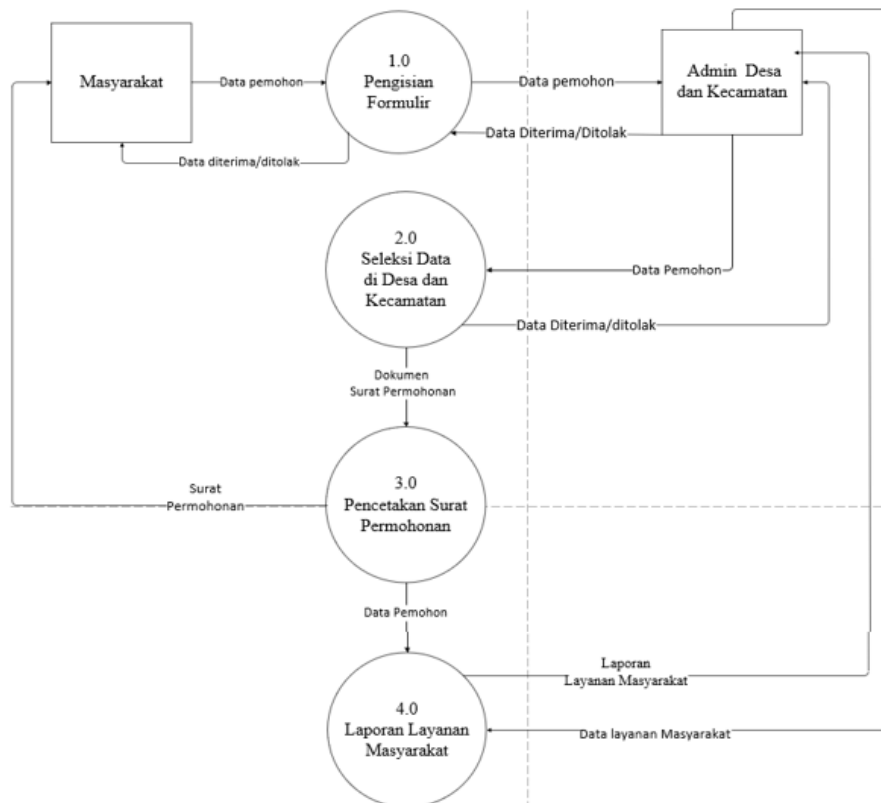 Masyarakat
Data pemohon
1.0
Pengisian
Formulir
Data pemohon
Admin Desa
dan Kecamatan
Data diterima/ditolak
Data Diterima/Ditolak
2.0
Seleksi Data
di Desa dan
Kecamatan
Data Pemohon
Data Diterima/ditolak
Dokumen
Surat Permohonan
3.0
Pencetakan Surat
Permohonan
Surat
Permohonan
Data Pemohon
4.0
Laporan Layanan
Masyarakat
Laporan
Layanan Masyarakat
Data layanan Masyarakat